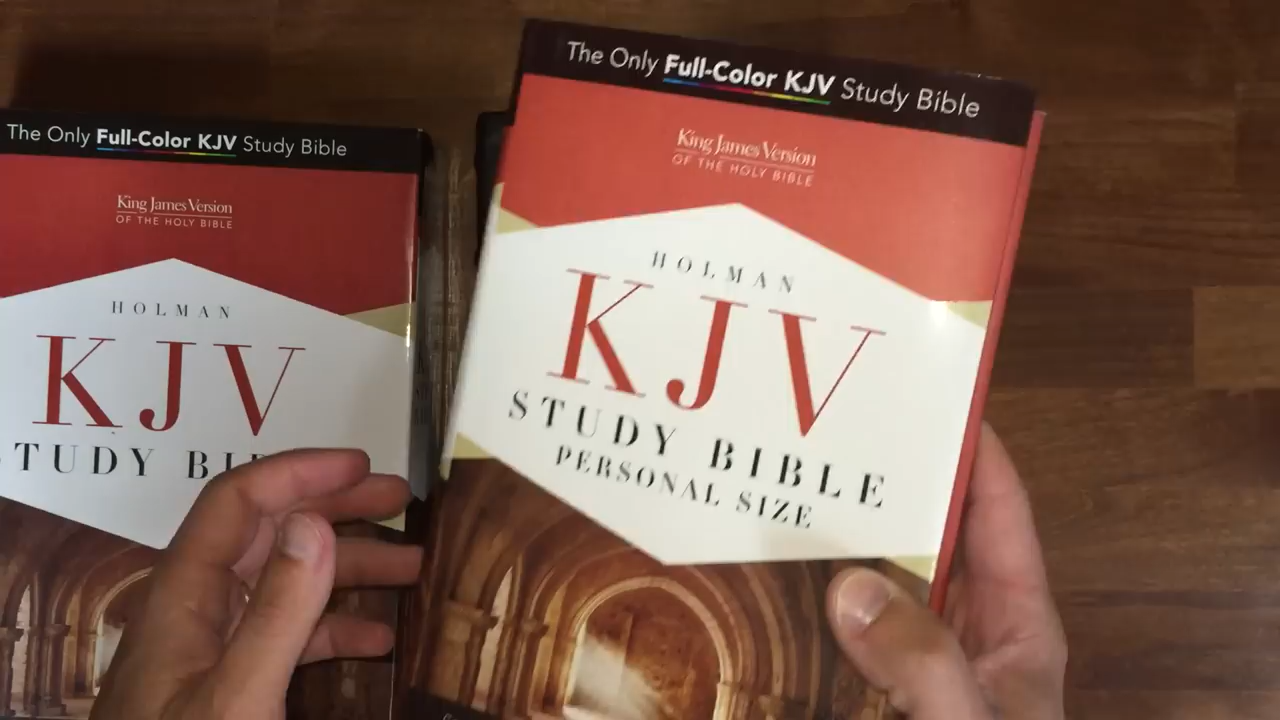 The Only Full-Color KJV Study Bible
King James Version
OF THE HOLY BIBLE
HOLMAN
KJV
TUDY
The Only Full-Color KJV Study Bible
King James Version
OF THE HOLY BIBLE
HOLMAN
KJV
STUDY BIBLE
PERSONAL SIZE